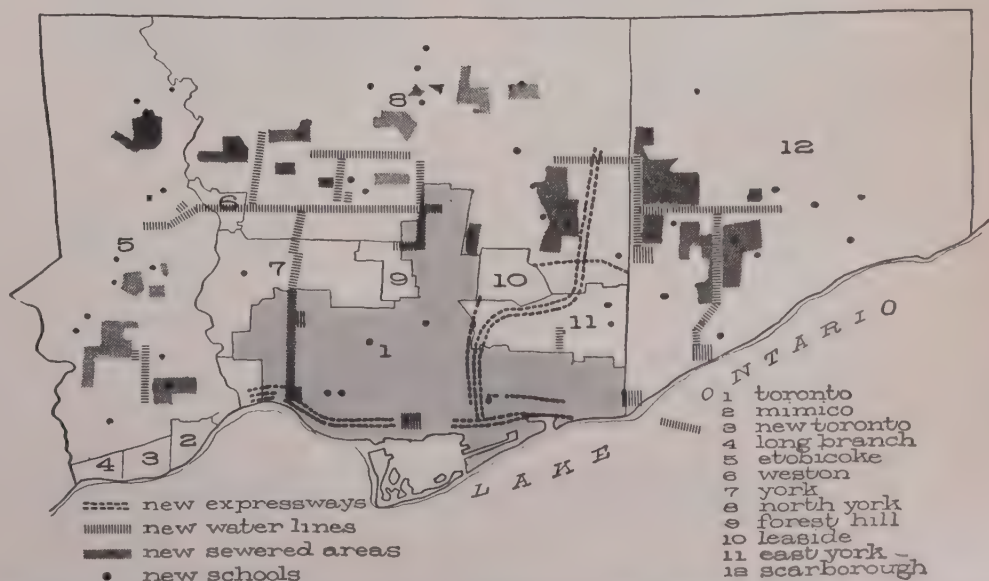 8
12
6
5
7
9
10
11
1
2
3
4
LAKE ONTARIO
new expressways
new water lines
new sewered areas
new schools
1 toronto
2 mimico
3 new toronto
4 long branch
5 etobicoke
6 weston
7 york
8 north york
9 forest hill
10 leaside
11 east york
12 scarborough